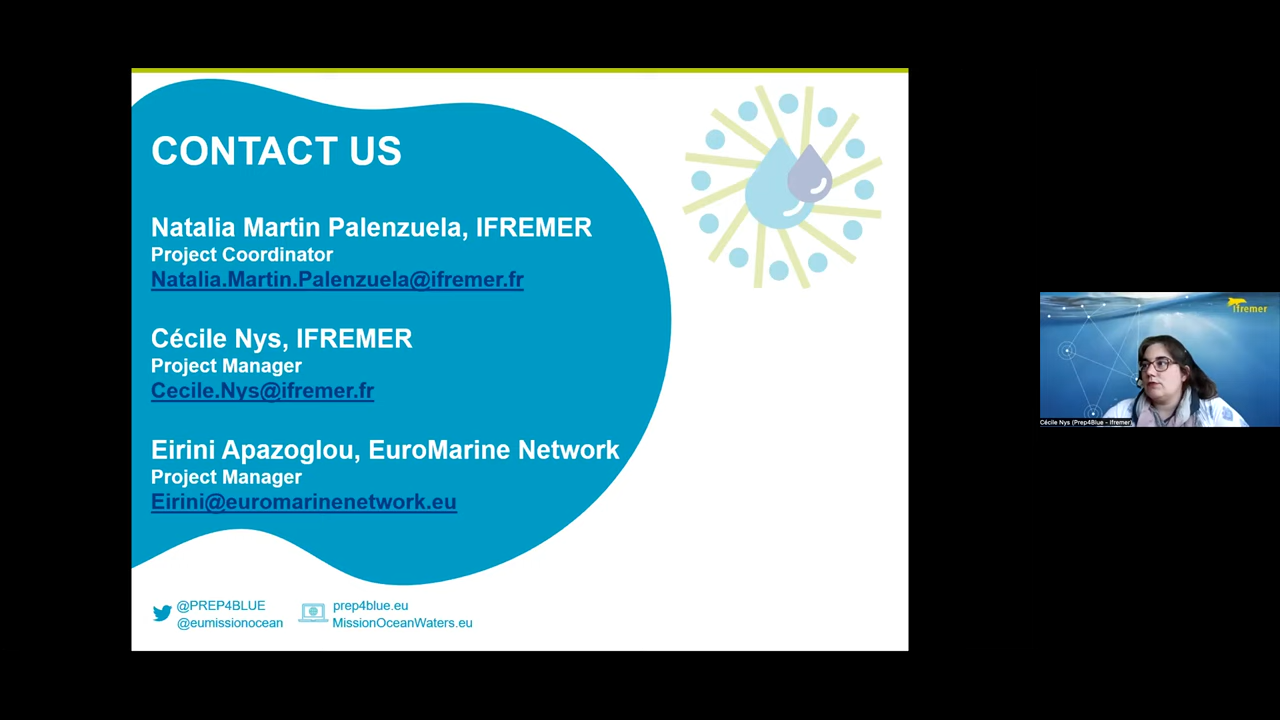 CONTACT US
Natalia Martin Palenzuela, IFREMER
Project Coordinator
Natalia.Martin.Palenzuela@ifremer.fr
Cécile Nys, IFREMER
Project Manager
Cecile.Nys@ifremer.fr
Eirini Apazoglou, EuroMarine Network
Project Manager
Eirini@euromarinenetwork.eu
@PREP4BLUE
@eumissionocean
prep4blue.eu
MissionOceanWaters.eu
ifremer
Cécile Nys (Prep4Blue - Ifremer)